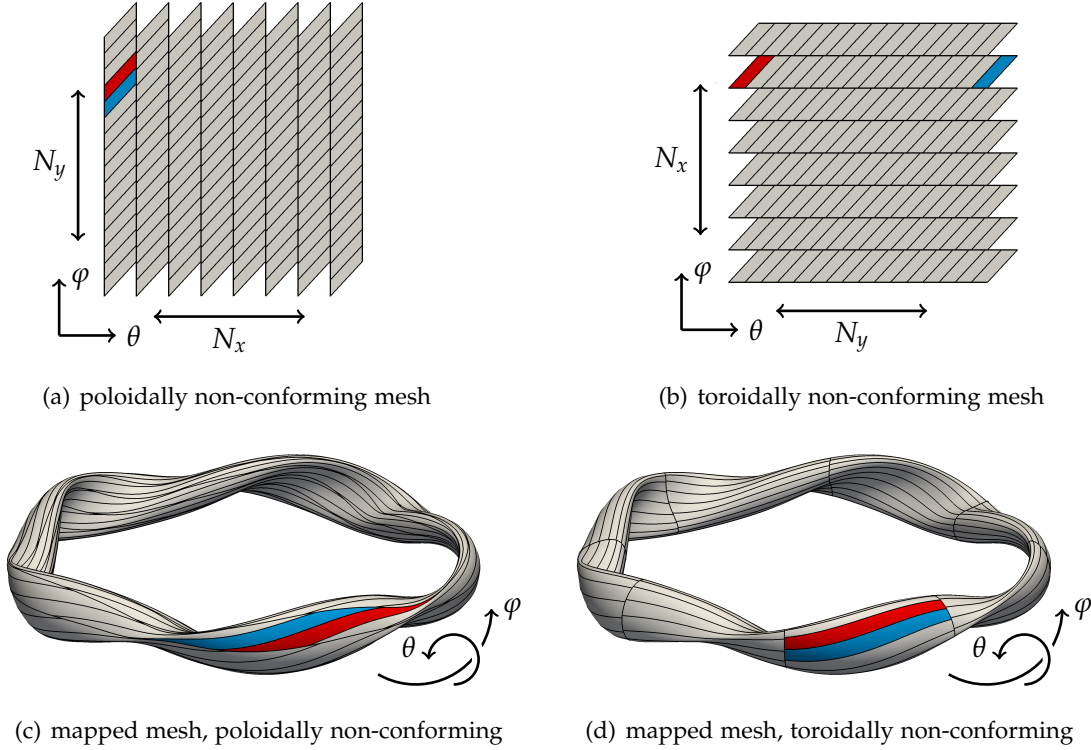 N_y
φ
θ
N_x
(a) poloidally non-conforming mesh
N_x
φ
θ
N_y
(b) toroidally non-conforming mesh
φ
θ
(c) mapped mesh, poloidally non-conforming
φ
θ
(d) mapped mesh, toroidally non-conforming